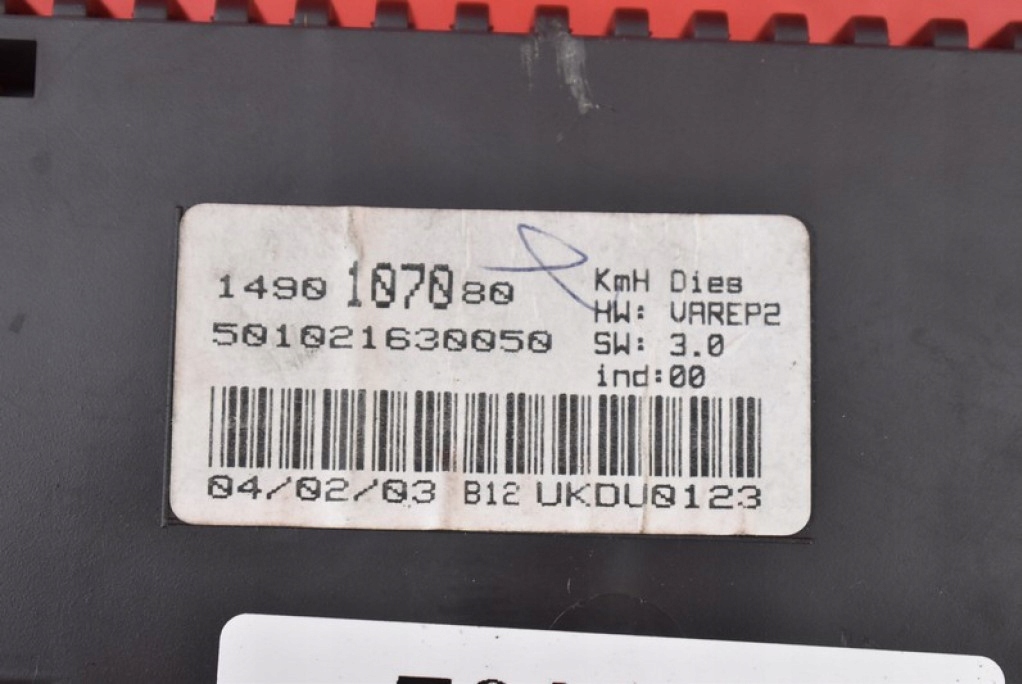 1490 1070 80
501021630050
KmH Dies
HW: VAREP2
SW: 3.0
ind:00
04/02/03 B12 UKDU0123